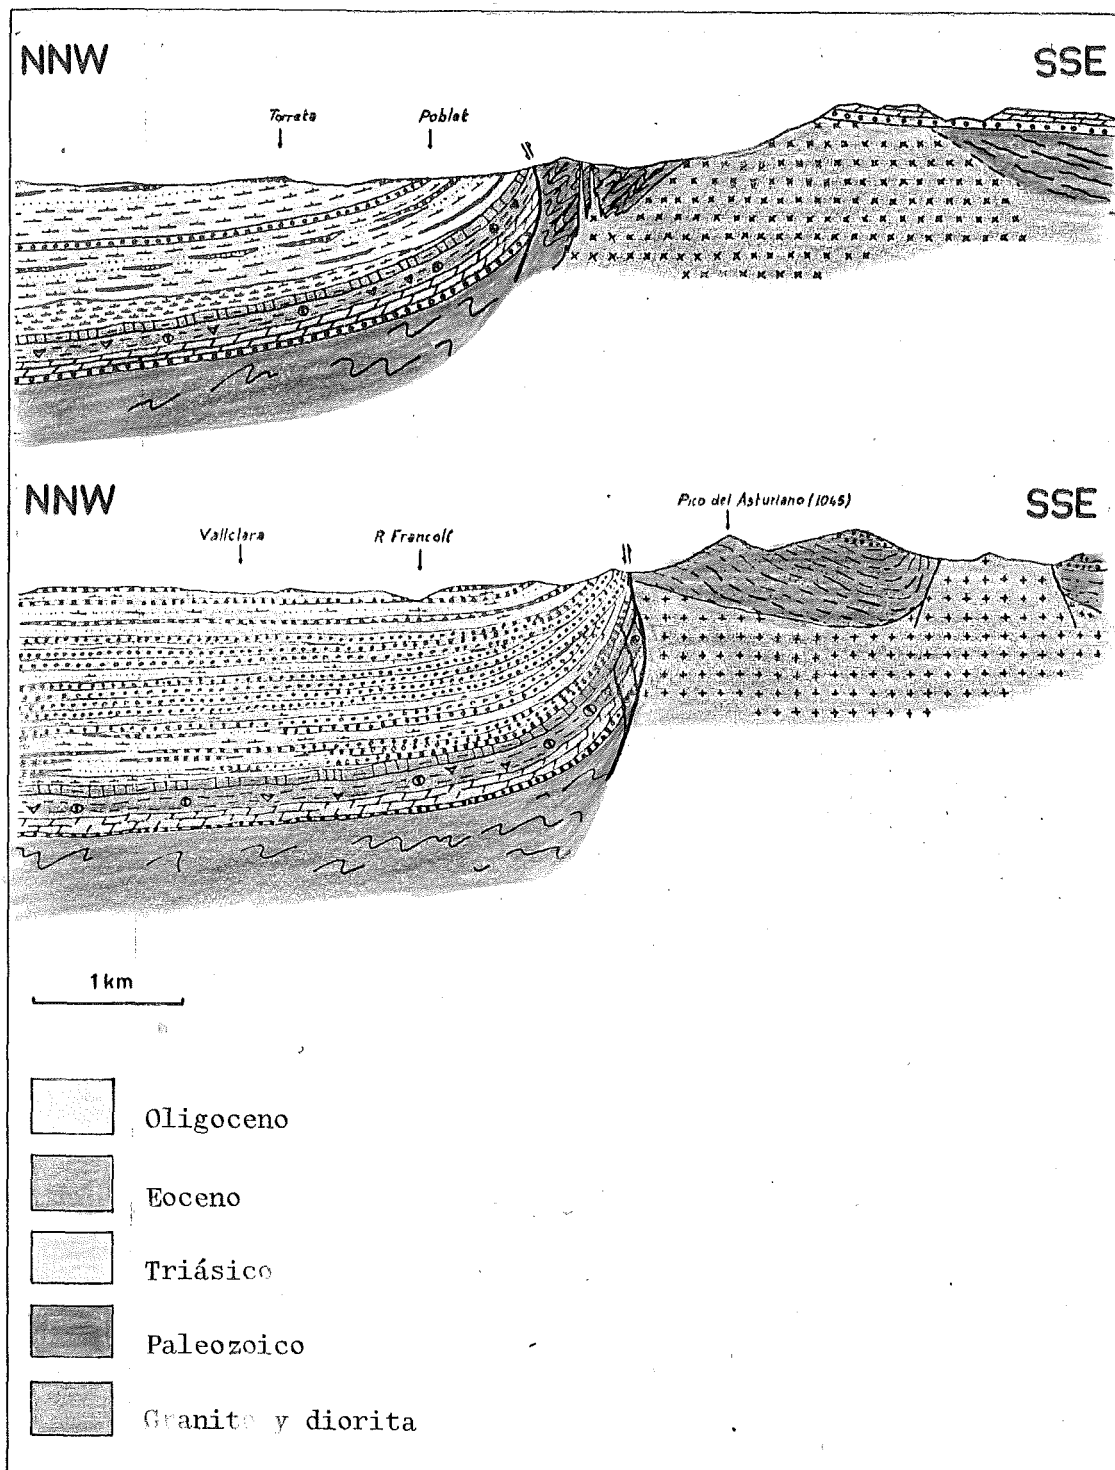 NNW SSE
Torreta Poblet
NNW SSE
Vallclara R Francolí Pico del Asturiano (1045)
1 km
Oligoceno
Eoceno
Triásico
Paleozoico
Granito y diorita